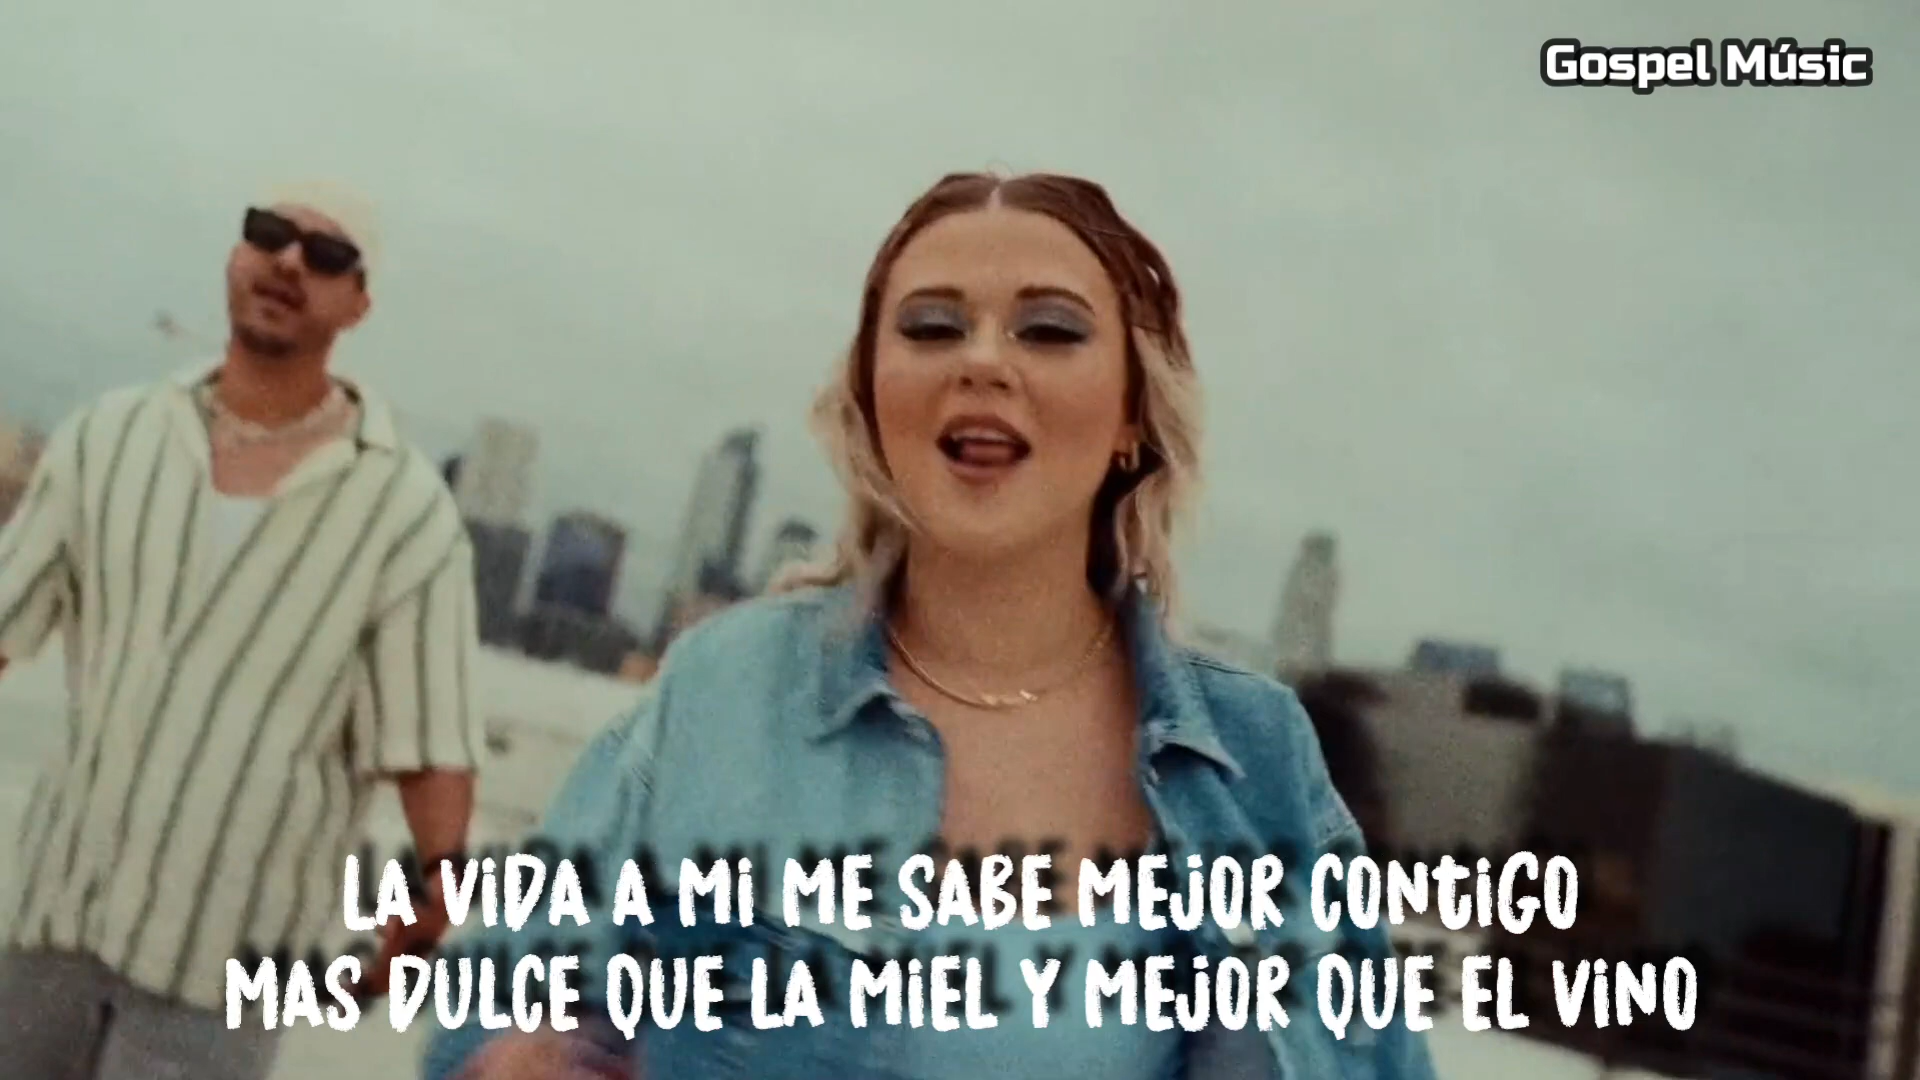 Gospel Músic
LA VIDA A MI ME SABE MEJOR CONTIGO
MAS DULCE QUE LA MIEL Y MEJOR QUE EL VINO